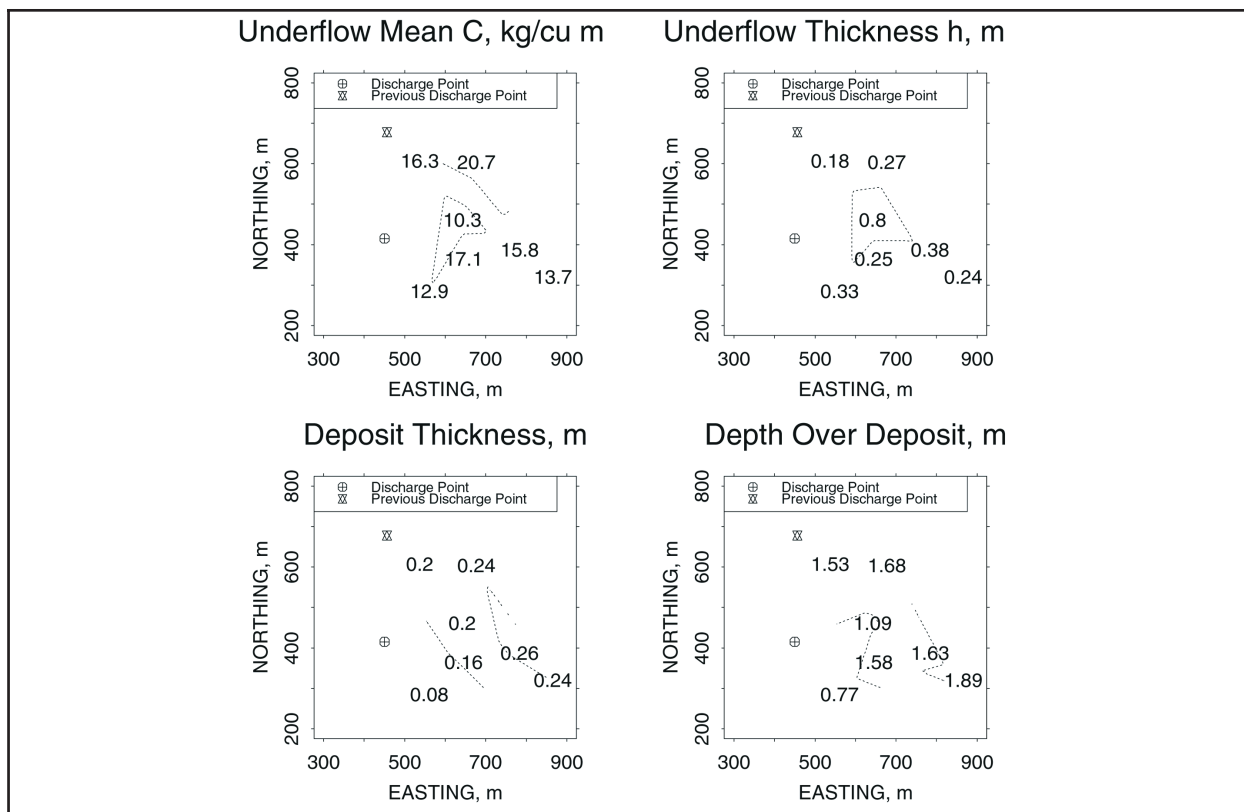 Underflow Mean C, kg/cu m
NORTHING, m
800
600
400
200
Discharge Point
Previous Discharge Point
16.3 20.7
10.3
15.8
17.1
13.7
12.9
300 500 700 900
EASTING, m
Underflow Thickness h, m
NORTHING, m
800
600
400
200
Discharge Point
Previous Discharge Point
0.18 0.27
0.8
0.38
0.25
0.24
0.33
300 500 700 900
EASTING, m
Deposit Thickness, m
NORTHING, m
800
600
400
200
Discharge Point
Previous Discharge Point
0.2 0.24
0.2
0.26
0.16
0.24
0.08
300 500 700 900
EASTING, m
Depth Over Deposit, m
NORTHING, m
800
600
400
200
Discharge Point
Previous Discharge Point
1.53 1.68
1.09
1.63
1.58
1.89
0.77
300 500 700 900
EASTING, m